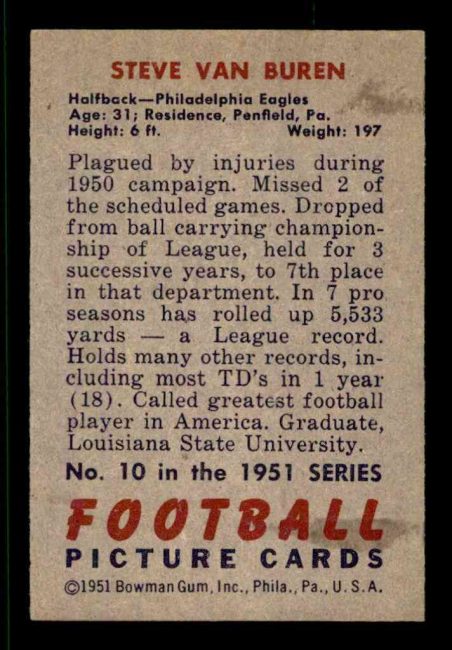 STEVE VAN BUREN
Halfback—Philadelphia Eagles
Age: 31; Residence, Penfield, Pa.
Height: 6 ft. Weight: 197
Plagued by injuries during
1950 campaign. Missed 2 of
the scheduled games. Dropped
from ball carrying champion-
ship of League, held for 3
successive years, to 7th place
in that department. In 7 pro
seasons has rolled up 5,533
yards — a League record.
Holds many other records, in-
cluding most TD's in 1 year
(18). Called greatest football
player in America. Graduate,
Louisiana State University.
No. 10 in the 1951 SERIES
FOOTBALL
PICTURE CARDS
©1951 Bowman Gum, Inc., Phila., Pa., U.S.A.